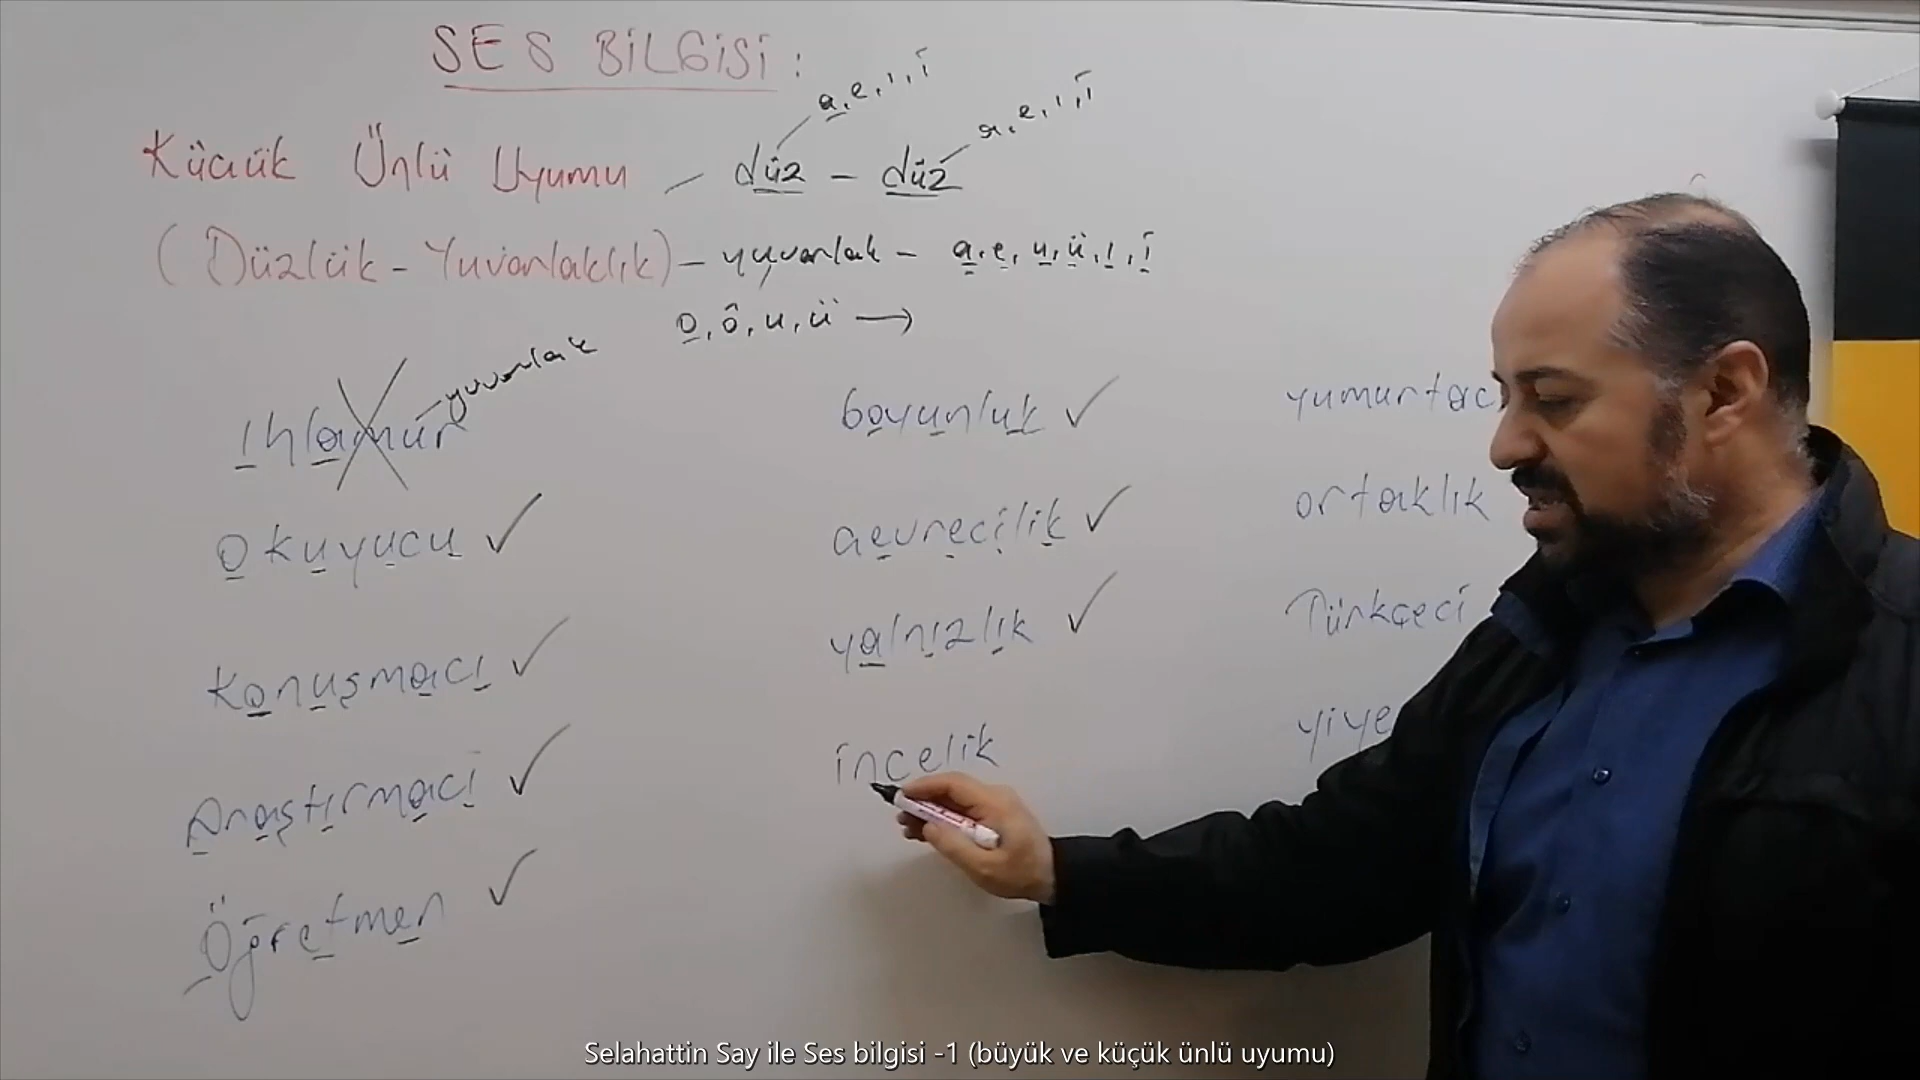 SES BİLGİSİ :
a, e, ı, i
a, e, ı, i
Küçük Ünlü Uyumu – düz – düz
(Düzlük - Yuvarlaklık) – yuvarlak – a, e, u, ü, ı, i
o, ö, u, ü →
yuvarlak
Ihlamur
Okuyucu ✓
Konuşmacı ✓
Araştırmacı ✓
Öğretmen ✓
boyunluk ✓
çevrecilik ✓
yalnızlık ✓
incelik
ortaklık
Türkçeci
Selahattin Say ile Ses bilgisi -1 (büyük ve küçük ünlü uyumu)